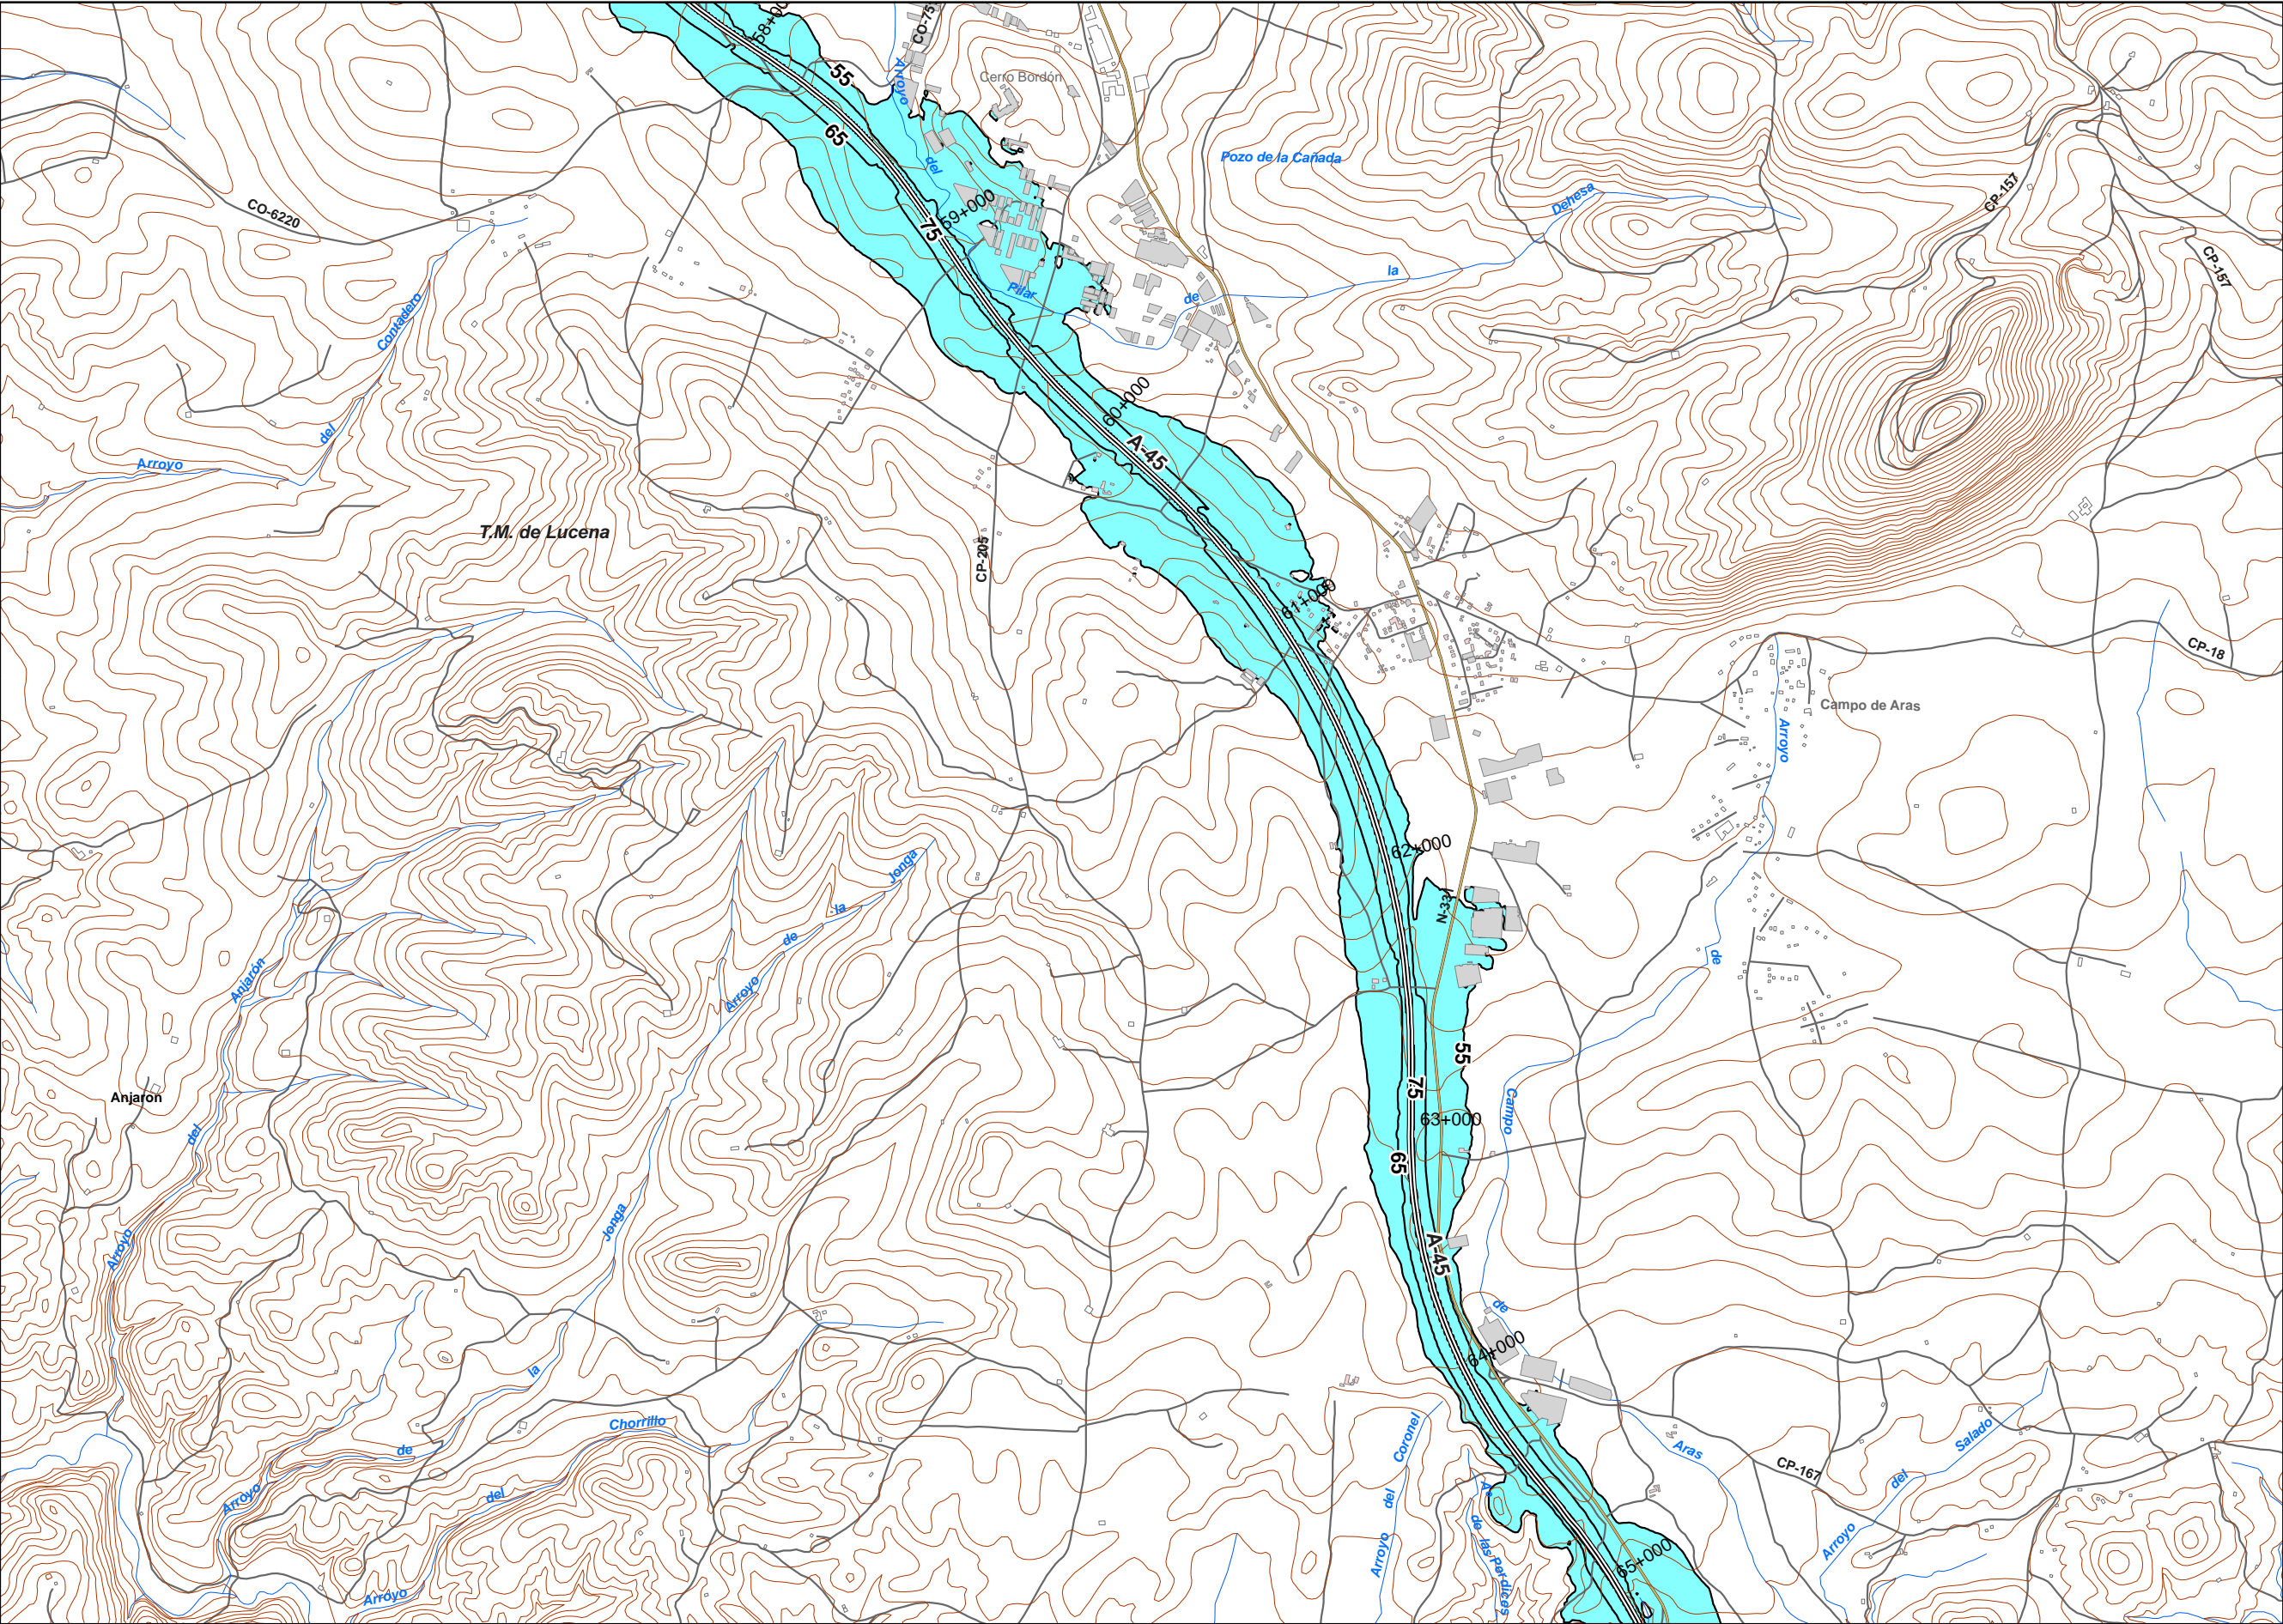 58+00
CO-75
55
Arroyo
Cerro Bordón
65
del
Pozo de la Cañada
CP-157
Dehesa
CO-6220
59+000
75
CP-157
la
Pilar
de
Contadero
60+000
A-45
del
Arroyo
T.M. de Lucena
CP-205
61+000
CP-18
Campo de Aras
Arroyo
62+000
Jonga
la
N-331
de
de
Anjarón
Arroyo
55
75
Anjarón
Campo
63+000
del
65
Jonga
Arroyo
A-45
de
64+000
la
Chorrillo
Coronel
Salado
de
Aras
CP-167
del
Arroyo
del
del
Aº
de las Perdices
Arroyo
Arroyo
65+000
Arroyo